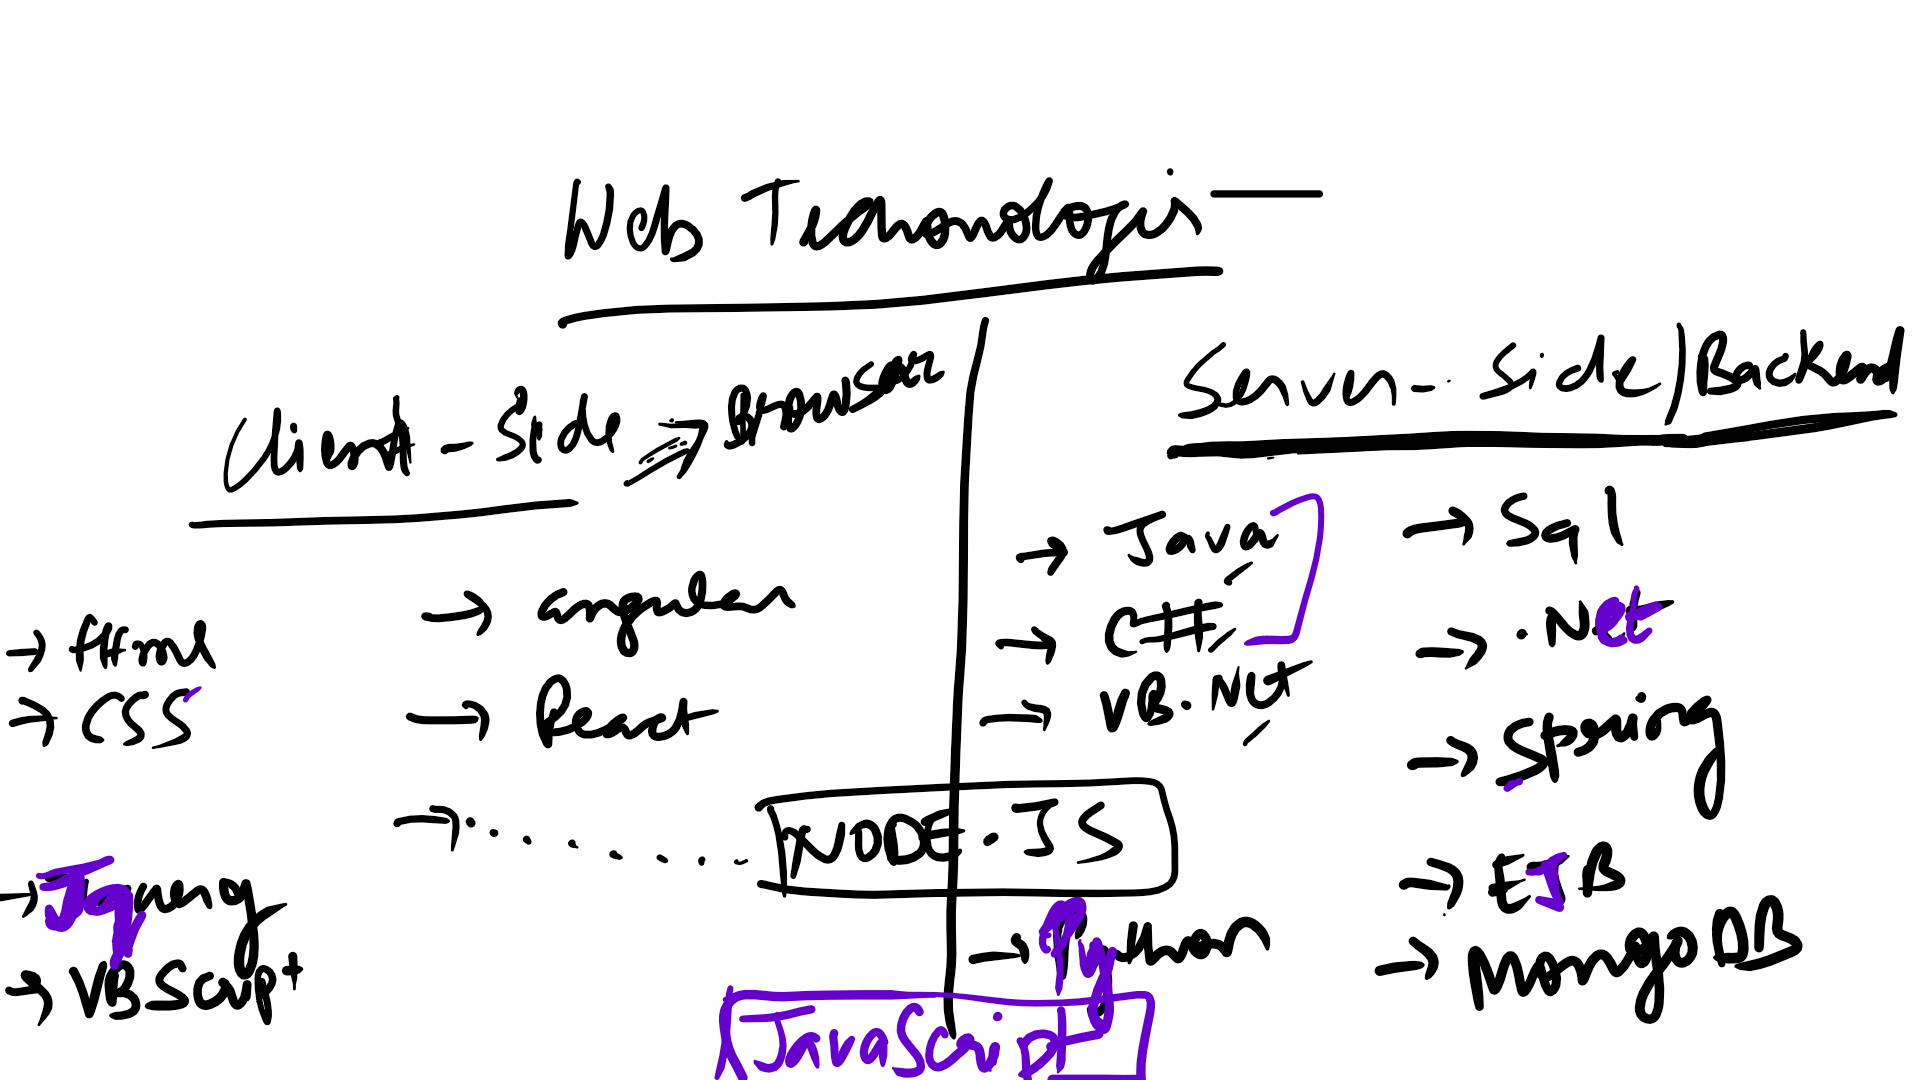 Web Technologis
Client - Side → Browser
→ Html
→ CSS
→ Jquery
→ VBScript
→ angular
→ React
→ . . . . . . . .
NODE.JS
JavaScript
Server - Side / Backend
→ Java
→ C#
→ VB.Net
→ Python
→ Sql
→ .Net
→ Spring
→ EJB
→ MongoDB